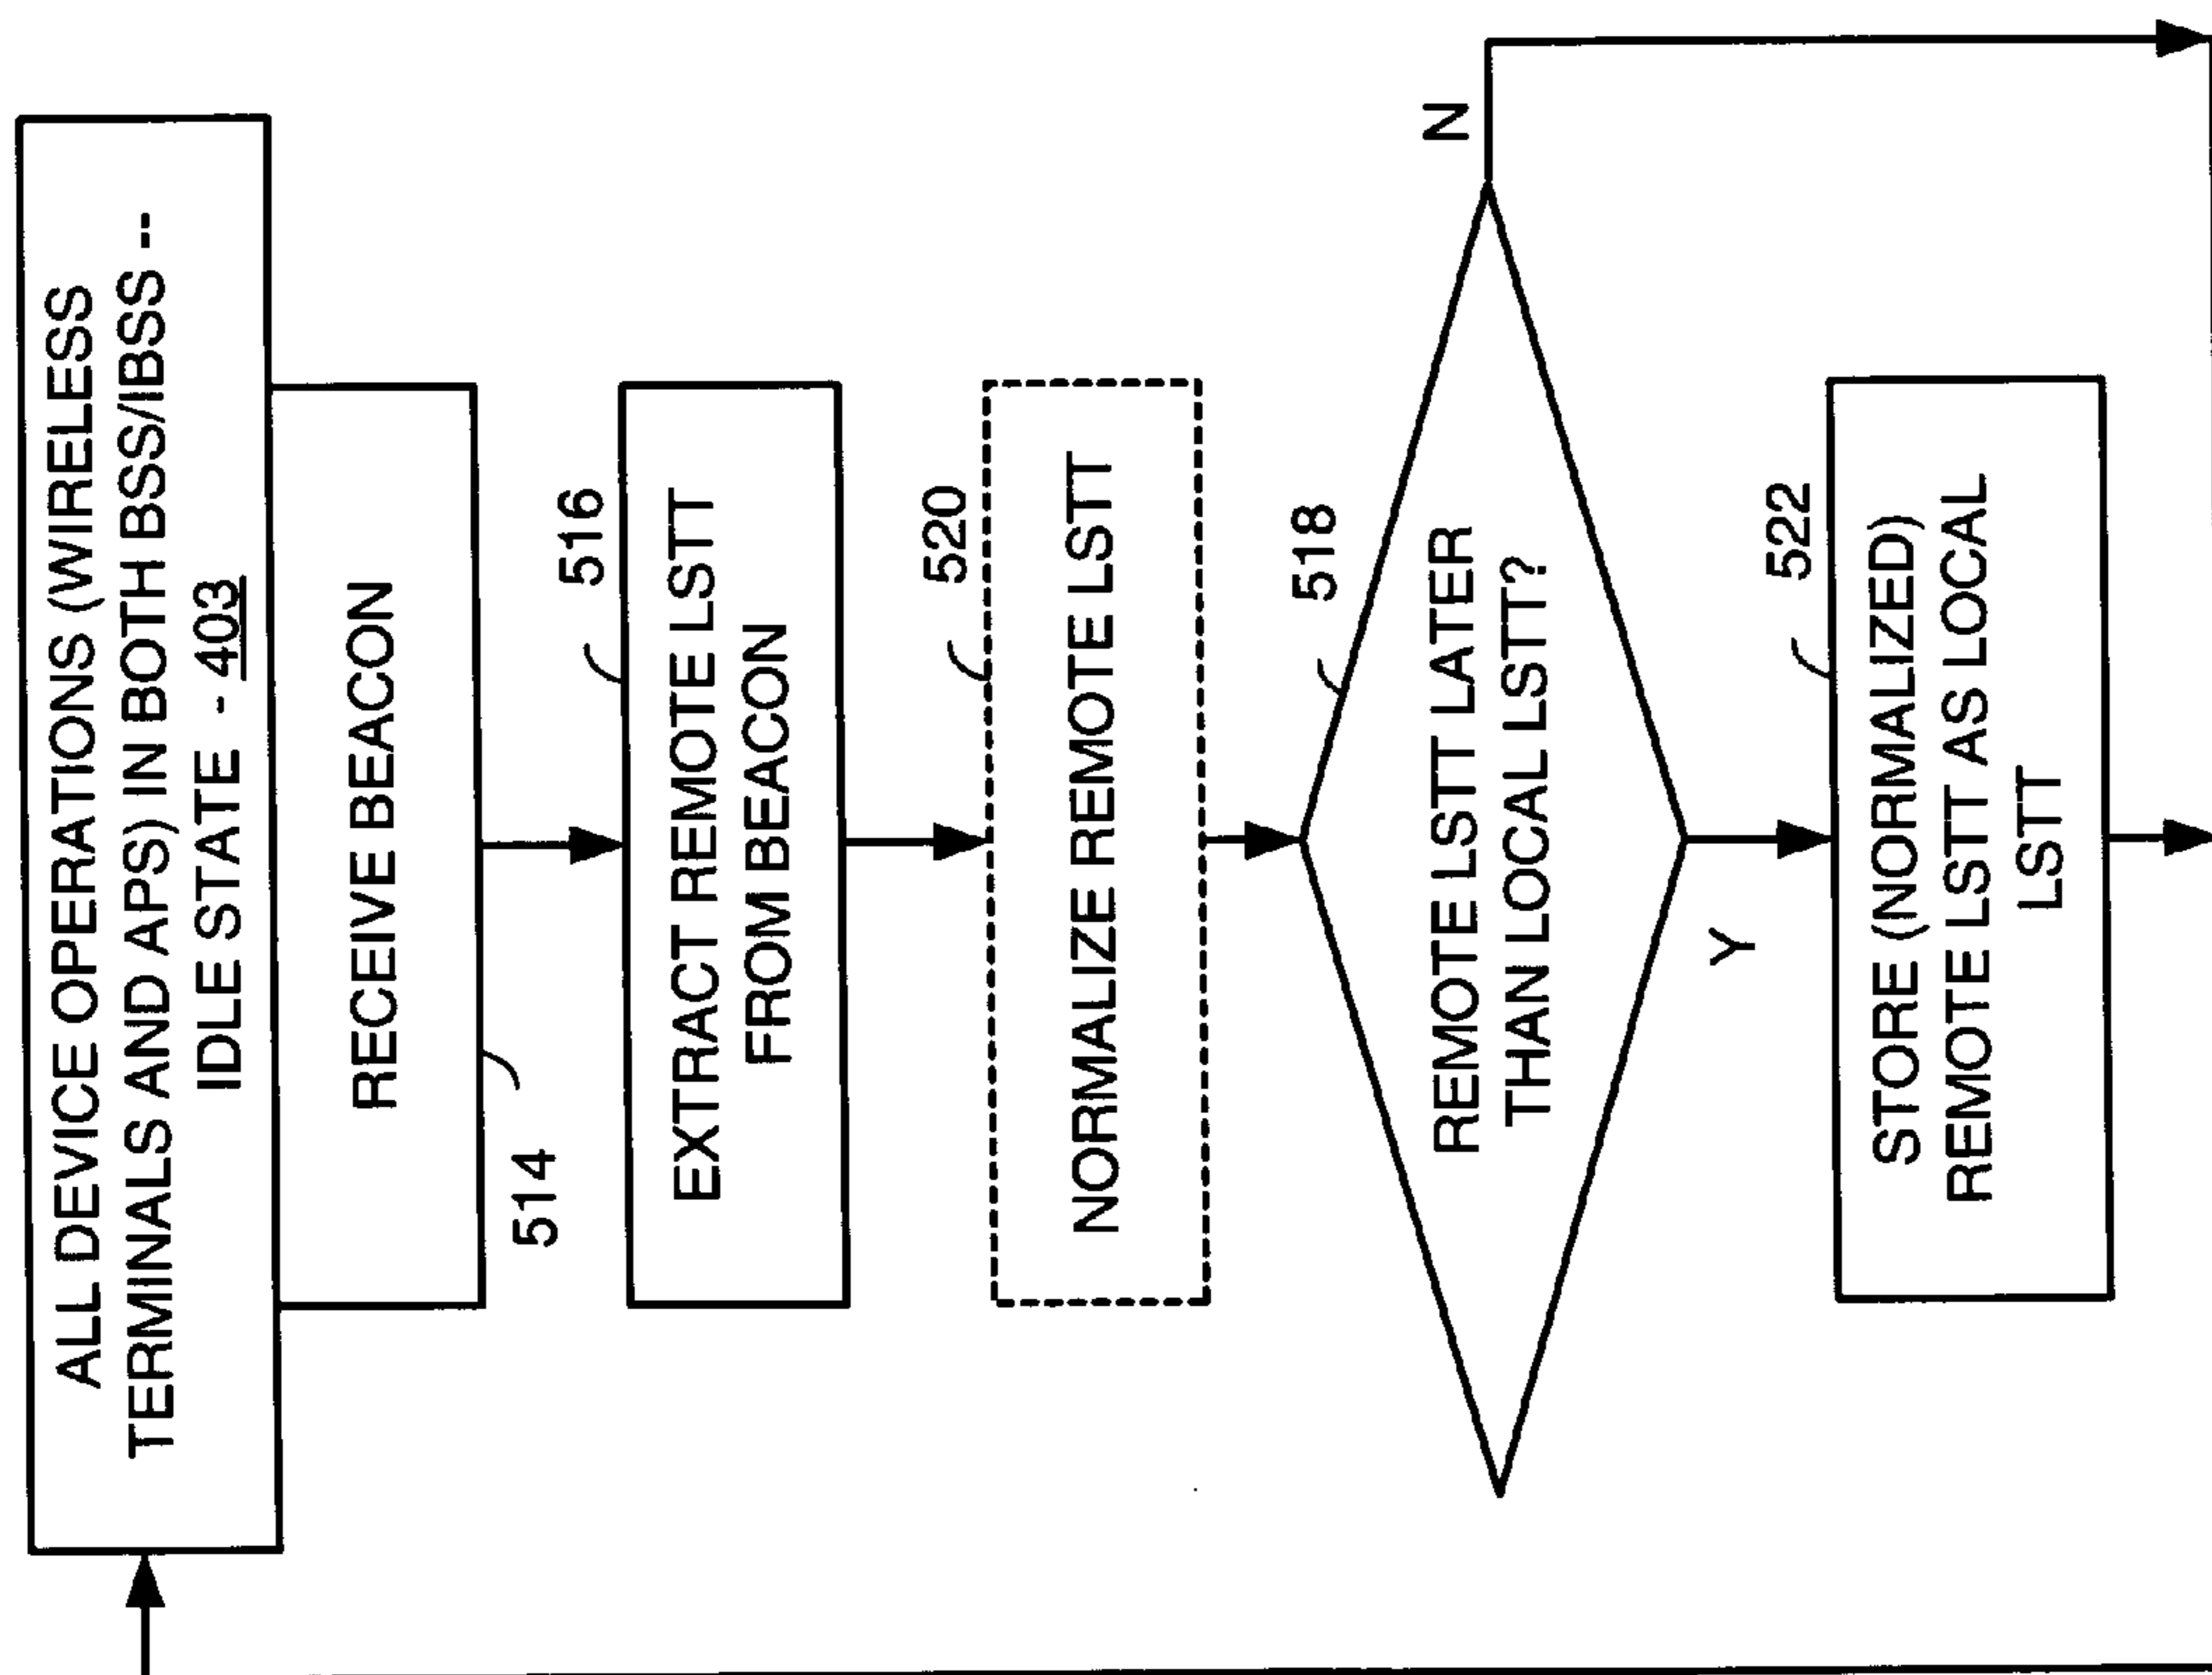 ALL DEVICE OPERATIONS (WIRELESS
TERMINALS AND APS) IN BOTH BSS/IBSS --
IDLE STATE - 403
RECEIVE BEACON
514
516
EXTRACT REMOTE LSTT
FROM BEACON
520
NORMALIZE REMOTE LSTT
518
REMOTE LSTT LATER
THAN LOCAL LSTT?
N
Y
522
STORE (NORMALIZED)
REMOTE LSTT AS LOCAL
LSTT